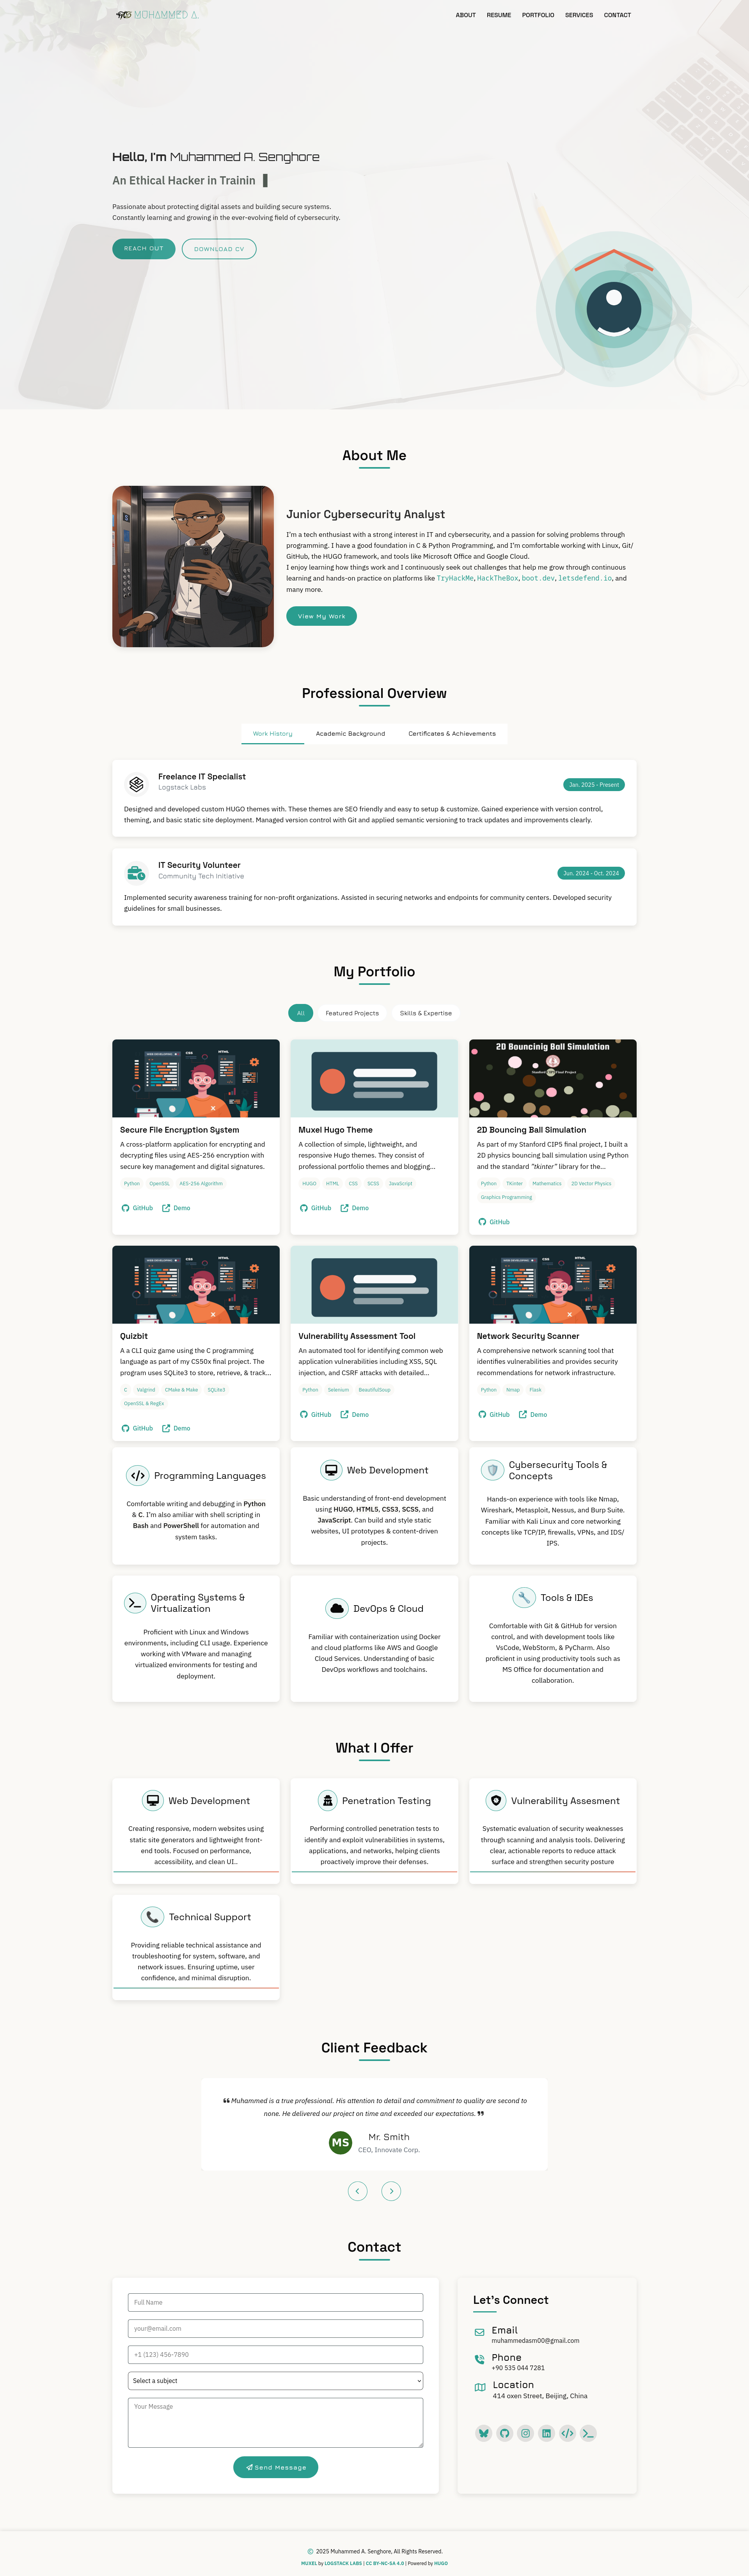 MUHAMMED A.
ABOUT RESUME PORTFOLIO SERVICES CONTACT
Hello, I'm Muhammed A. Senghore
An Ethical Hacker in Trainin
Passionate about protecting digital assets and building secure systems.
Constantly learning and growing in the ever-evolving field of cybersecurity.
REACH OUT DOWNLOAD CV
About Me
Junior Cybersecurity Analyst
I'm a tech enthusiast with a strong interest in IT and cybersecurity, and a passion for solving problems through
programming. I have a good foundation in C & Python Programming, and I'm comfortable with Linux, Git/
GitHub, the HUGO framework, and tools like Microsoft Office and Google Cloud.
I enjoy learning how things work and I continuously seek out challenges that help me grow through continuous
learning and hands-on practice on platforms like TryHackMe, HackTheBox, boot.dev, letsdefend.io, and
many more.
View My Work
Professional Overview
Work History Academic Background Certificates & Achievements
Freelance IT Specialist
Logstack Labs
Jan. 2025 - Present
Designed and developed custom HUGO themes with. These themes are SEO friendly and easy to setup & customize. Gained experience with version control,
theming, and basic static site deployment. Managed version control with Git and applied semantic versioning to track updates and improvements clearly.
IT Security Volunteer
Community Tech Initiative
Jun. 2024 - Oct. 2024
Implemented security awareness training for non-profit organizations. Assisted in securing networks and endpoints for community centers. Developed security
guidelines for small businesses.
My Portfolio
All Featured Projects Skills & Expertise
Secure File Encryption System
A cross-platform application for encrypting and
decrypting files using AES-256 encryption with
secure key management and digital signatures.
Python OpenSSL AES-256 Algorithm
GitHub Demo
Muxel Hugo Theme
A collection of simple, lightweight, and
responsive Hugo themes. They consist of
professional portfolio themes and blogging...
HUGO HTML CSS SCSS JavaScript
GitHub Demo
2D Bouncinig Ball Simulation
Stanford CIP5 Final Project
2D Bouncing Ball Simulation
As part of my Stanford CIP5 final project, I built a
2D physics bouncing ball simulation using Python
and the standard "tkinter" library for the...
Python TKinter Mathematics 2D Vector Physics
Graphics Programming
GitHub
Quizbit
A a CLI quiz game using the C programming
language as part of my CS50x final project. The
program uses SQLite3 to store, retrieve, & track...
C Valgrind CMake & Make SQLite3
OpenSSL & RegEx
GitHub Demo
Vulnerability Assessment Tool
An automated tool for identifying common web
application vulnerabilities including XSS, SQL
injection, and CSRF attacks with detailed...
Python Selenium BeautifulSoup
GitHub Demo
Network Security Scanner
A comprehensive network scanning tool that
identifies vulnerabilities and provides security
recommendations for network infrastructure.
Python Nmap Flask
GitHub Demo
Programming Languages
Comfortable writing and debugging in Python
& C. I'm also amiliar with shell scripting in
Bash and PowerShell for automation and
system tasks.
Web Development
Basic understanding of front-end development
using HUGO, HTML5, CSS3, SCSS, and
JavaScript. Can build and style static
websites, UI prototypes & content-driven
projects.
Cybersecurity Tools &
Concepts
Hands-on experience with tools like Nmap,
Wireshark, Metasploit, Nessus, and Burp Suite.
Familiar with Kali Linux and core networking
concepts like TCP/IP, firewalls, VPNs, and IDS/
IPS.
Operating Systems &
Virtualization
Proficient with Linux and Windows
environments, including CLI usage. Experience
working with VMware and managing
virtualized environments for testing and
deployment.
DevOps & Cloud
Familiar with containerization using Docker
and cloud platforms like AWS and Google
Cloud Services. Understanding of basic
DevOps workflows and toolchains.
Tools & IDEs
Comfortable with Git & GitHub for version
control, and with development tools like
VsCode, WebStorm, & PyCharm. Also
proficient in using productivity tools such as
MS Office for documentation and
collaboration.
What I Offer
Web Development
Creating responsive, modern websites using
static site generators and lightweight front-
end tools. Focused on performance,
accessibility, and clean UI..
Penetration Testing
Performing controlled penetration tests to
identify and exploit vulnerabilities in systems,
applications, and networks, helping clients
proactively improve their defenses.
Vulnerability Assesment
Systematic evaluation of security weaknesses
through scanning and analysis tools. Delivering
clear, actionable reports to reduce attack
surface and strengthen security posture
Technical Support
Providing reliable technical assistance and
troubleshooting for system, software, and
network issues. Ensuring uptime, user
confidence, and minimal disruption.
Client Feedback
Muhammed is a true professional. His attention to detail and commitment to quality are second to
none. He delivered our project on time and exceeded our expectations.
MS
Mr. Smith
CEO, Innovate Corp.
Contact
Full Name
your@email.com
+1 (123) 456-7890
Select a subject
Your Message
Send Message
Let's Connect
Email
muhammedasm00@gmail.com
Phone
+90 535 044 7281
Location
414 oxen Street, Beijing, China
© 2025 Muhammed A. Senghore, All Rights Reserved.
MUXEL by LOGSTACK LABS | CC BY-NC-SA 4.0 | Powered by HUGO